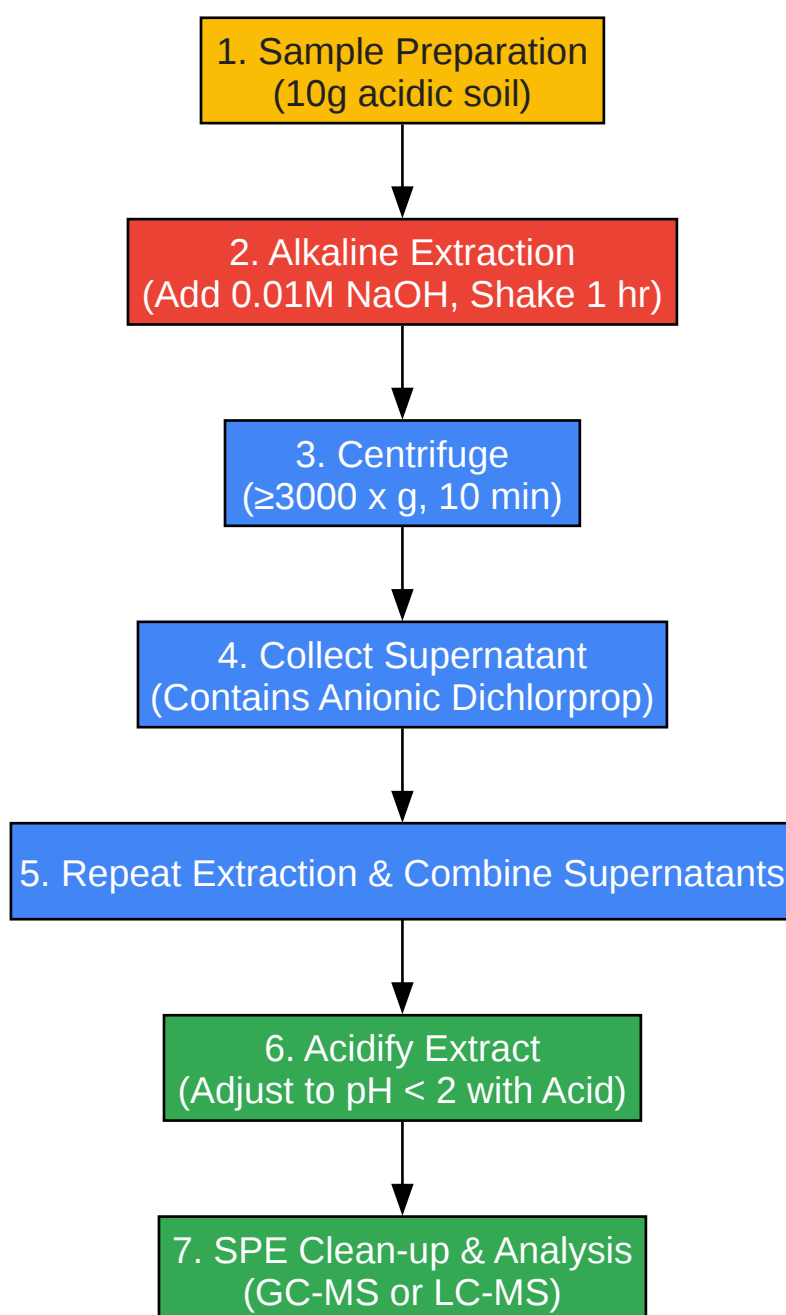 1. Sample Preparation
(10g acidic soil)
2. Alkaline Extraction
(Add 0.01M NaOH, Shake 1 hr)
3. Centrifuge
(≥3000 x g, 10 min)
4. Collect Supernatant
(Contains Anionic Dichlorprop)
5. Repeat Extraction & Combine Supernatants
6. Acidify Extract
(Adjust to pH < 2 with Acid)
7. SPE Clean-up & Analysis
(GC-MS or LC-MS)